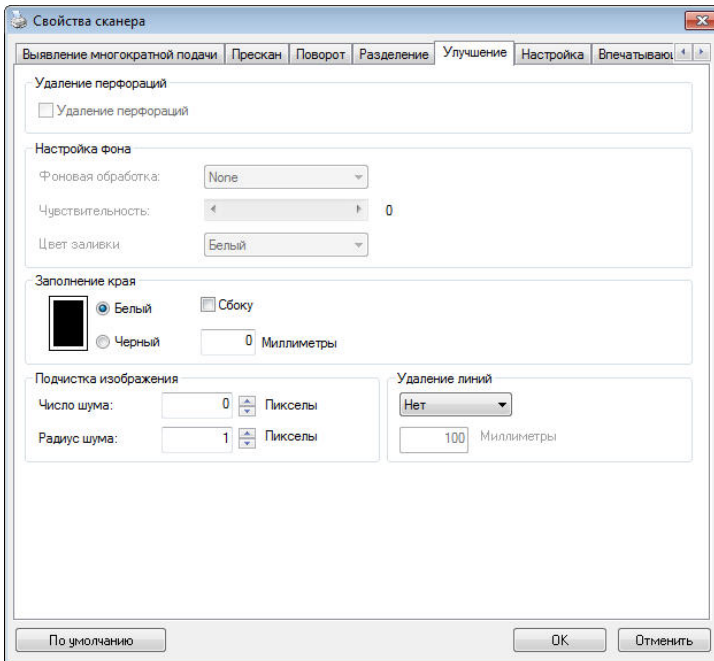 Свойства сканера
Выявление многократной подачи Прескан Поворот Разделение Улучшение Настройка Впечатываюц
Удаление перфораций
Удаление перфораций
Настройка фона
Фоновая обработка: None
Чувствительность: 0
Цвет заливки Белый
Заполнение края
Белый Сбоку
Черный 0 Миллиметры
Подчистка изображения Удаление линий
Число шума: 0 Пикселы Нет
Радиус шума: 1 Пикселы 100 Миллиметры
По умолчанию OK Отменить